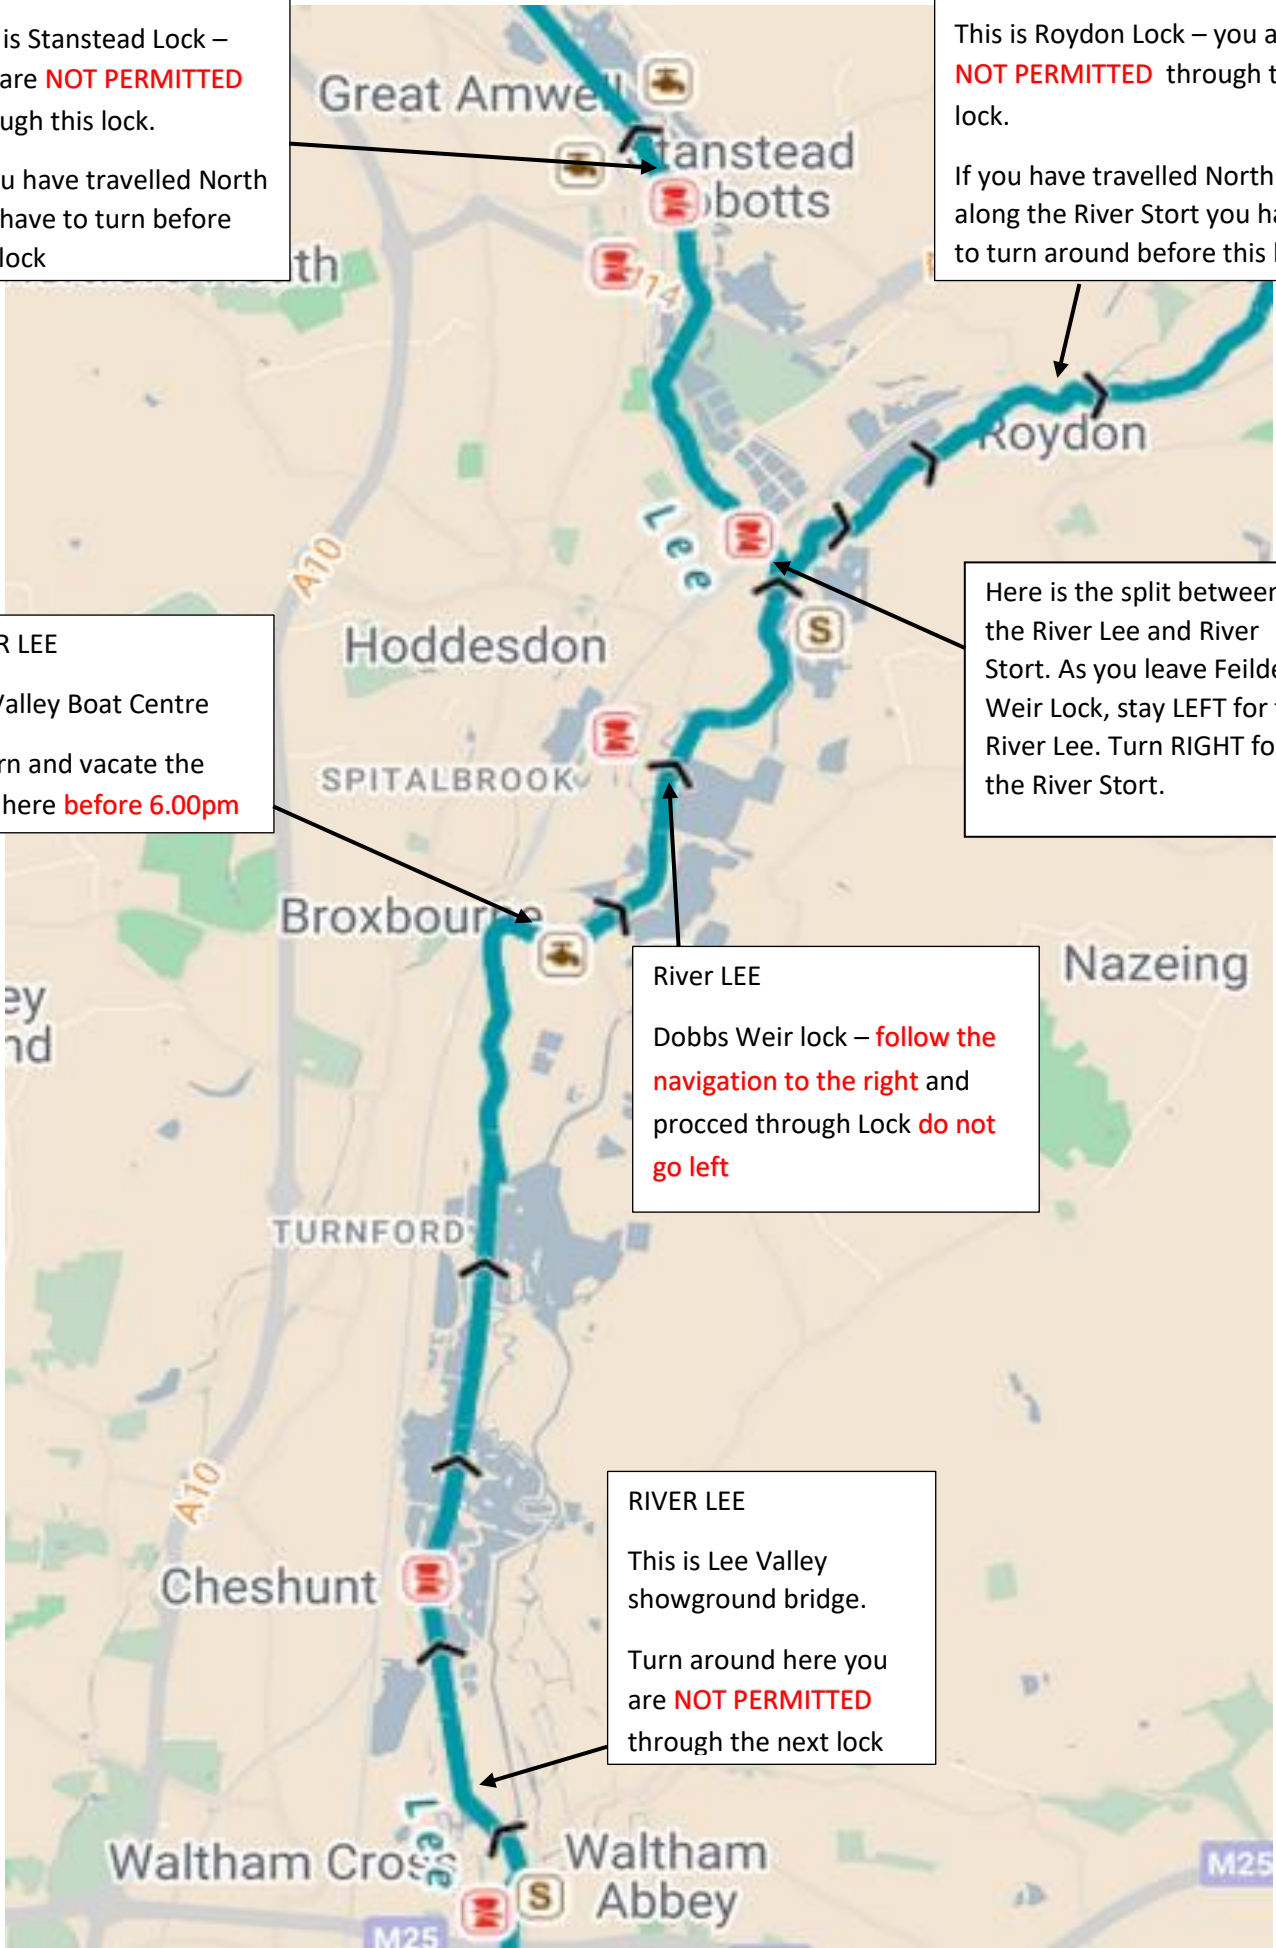 is Stanstead Lock –
are NOT PERMITTED
ugh this lock.
u have travelled North
have to turn before
lock
This is Roydon Lock – you a
NOT PERMITTED through t
lock.
If you have travelled North
along the River Stort you ha
to turn around before this l
Great Amwell
Stanstead
Abbotts
th
114
Roydon
A10
Lee
Here is the split between
the River Lee and River
Stort. As you leave Feilde
Weir Lock, stay LEFT for t
River Lee. Turn RIGHT fo
the River Stort.
S
Hoddesdon
R LEE
Valley Boat Centre
rn and vacate the
here before 6.00pm
SPITALBROOK
Broxbourne
Nazeing
River LEE
Dobbs Weir lock – follow the
navigation to the right and
procced through Lock do not
go left
ey
nd
TURNFORD
A10
Cheshunt
RIVER LEE
This is Lee Valley
showground bridge.
Turn around here you
are NOT PERMITTED
through the next lock
Lee
Waltham Cross
Waltham
Abbey
S
M25
M25